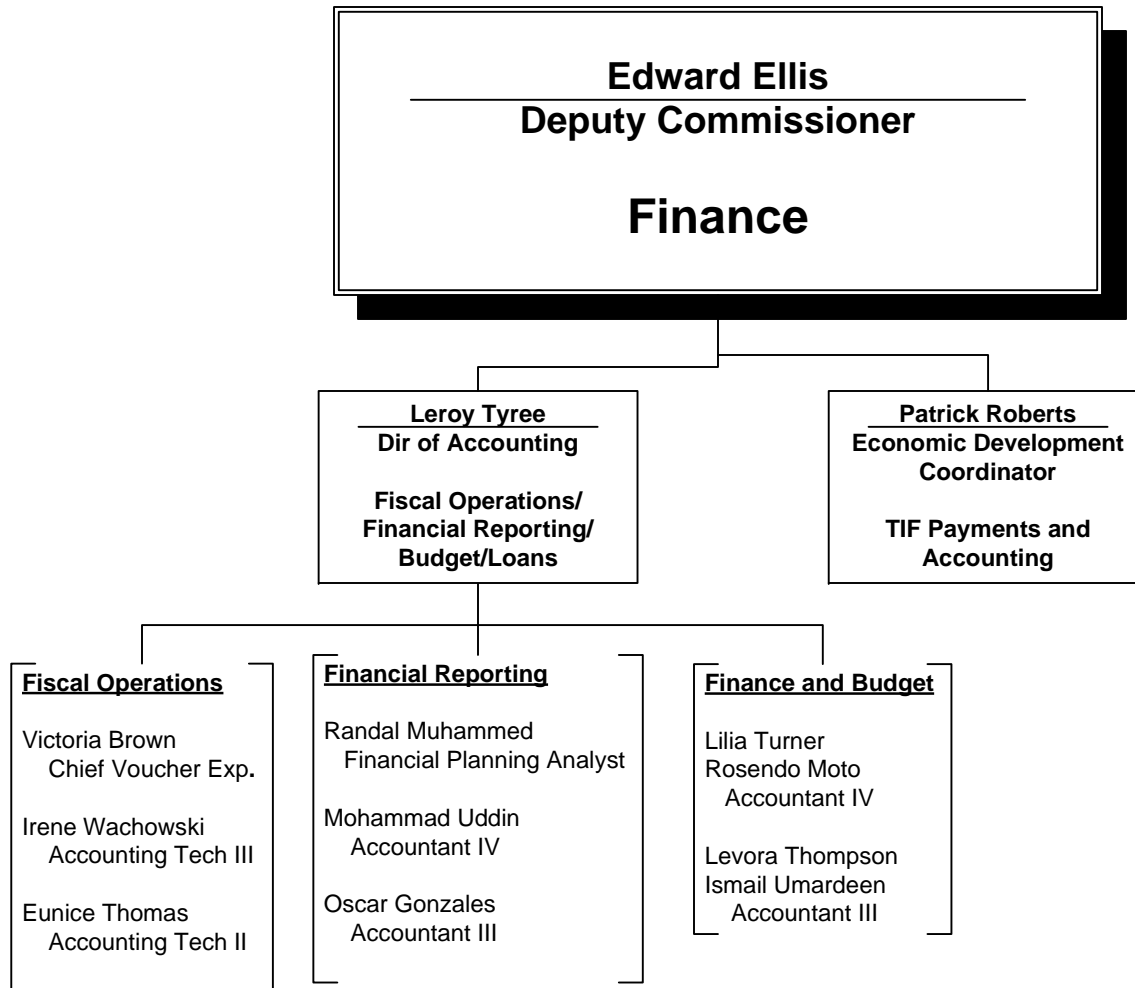 Edward Ellis
Deputy Commissioner
Finance
Leroy Tyree
Dir of Accounting
Fiscal Operations/
Financial Reporting/
Budget/Loans
Patrick Roberts
Economic Development
Coordinator
TIF Payments and
Accounting
Fiscal Operations
Victoria Brown
Chief Voucher Exp.
Irene Wachowski
Accounting Tech III
Eunice Thomas
Accounting Tech II
Financial Reporting
Randal Muhammed
Financial Planning Analyst
Mohammad Uddin
Accountant IV
Oscar Gonzales
Accountant III
Finance and Budget
Lilia Turner
Rosendo Moto
Accountant IV
Levora Thompson
Ismail Umardeen
Accountant III